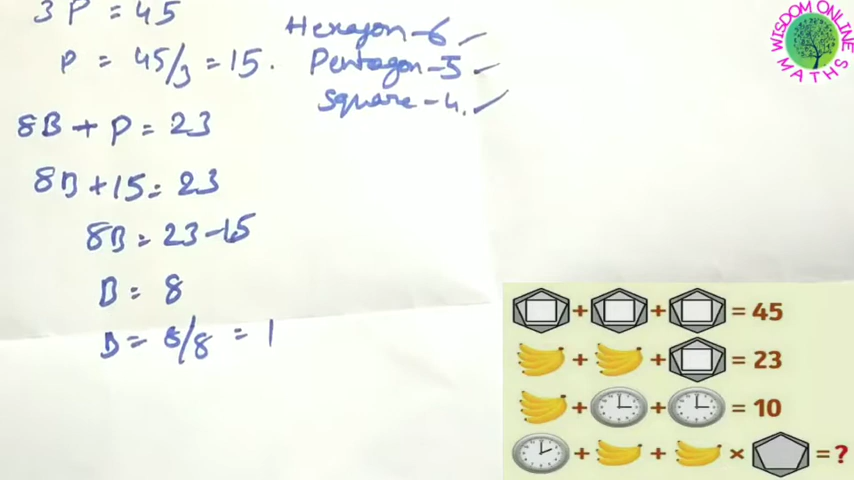 3 P = 45
P = 45/3 = 15.
8B + P = 23
8B + 15 = 23
8B = 23 - 15
B = 8
B = 8/8 = 1
Hexagon - 6
Pentagon - 5
Square - 4.
WISDOM ONLINE
MATHS
+ + = 45
+ + = 23
+ + = 10
+ + × = ?